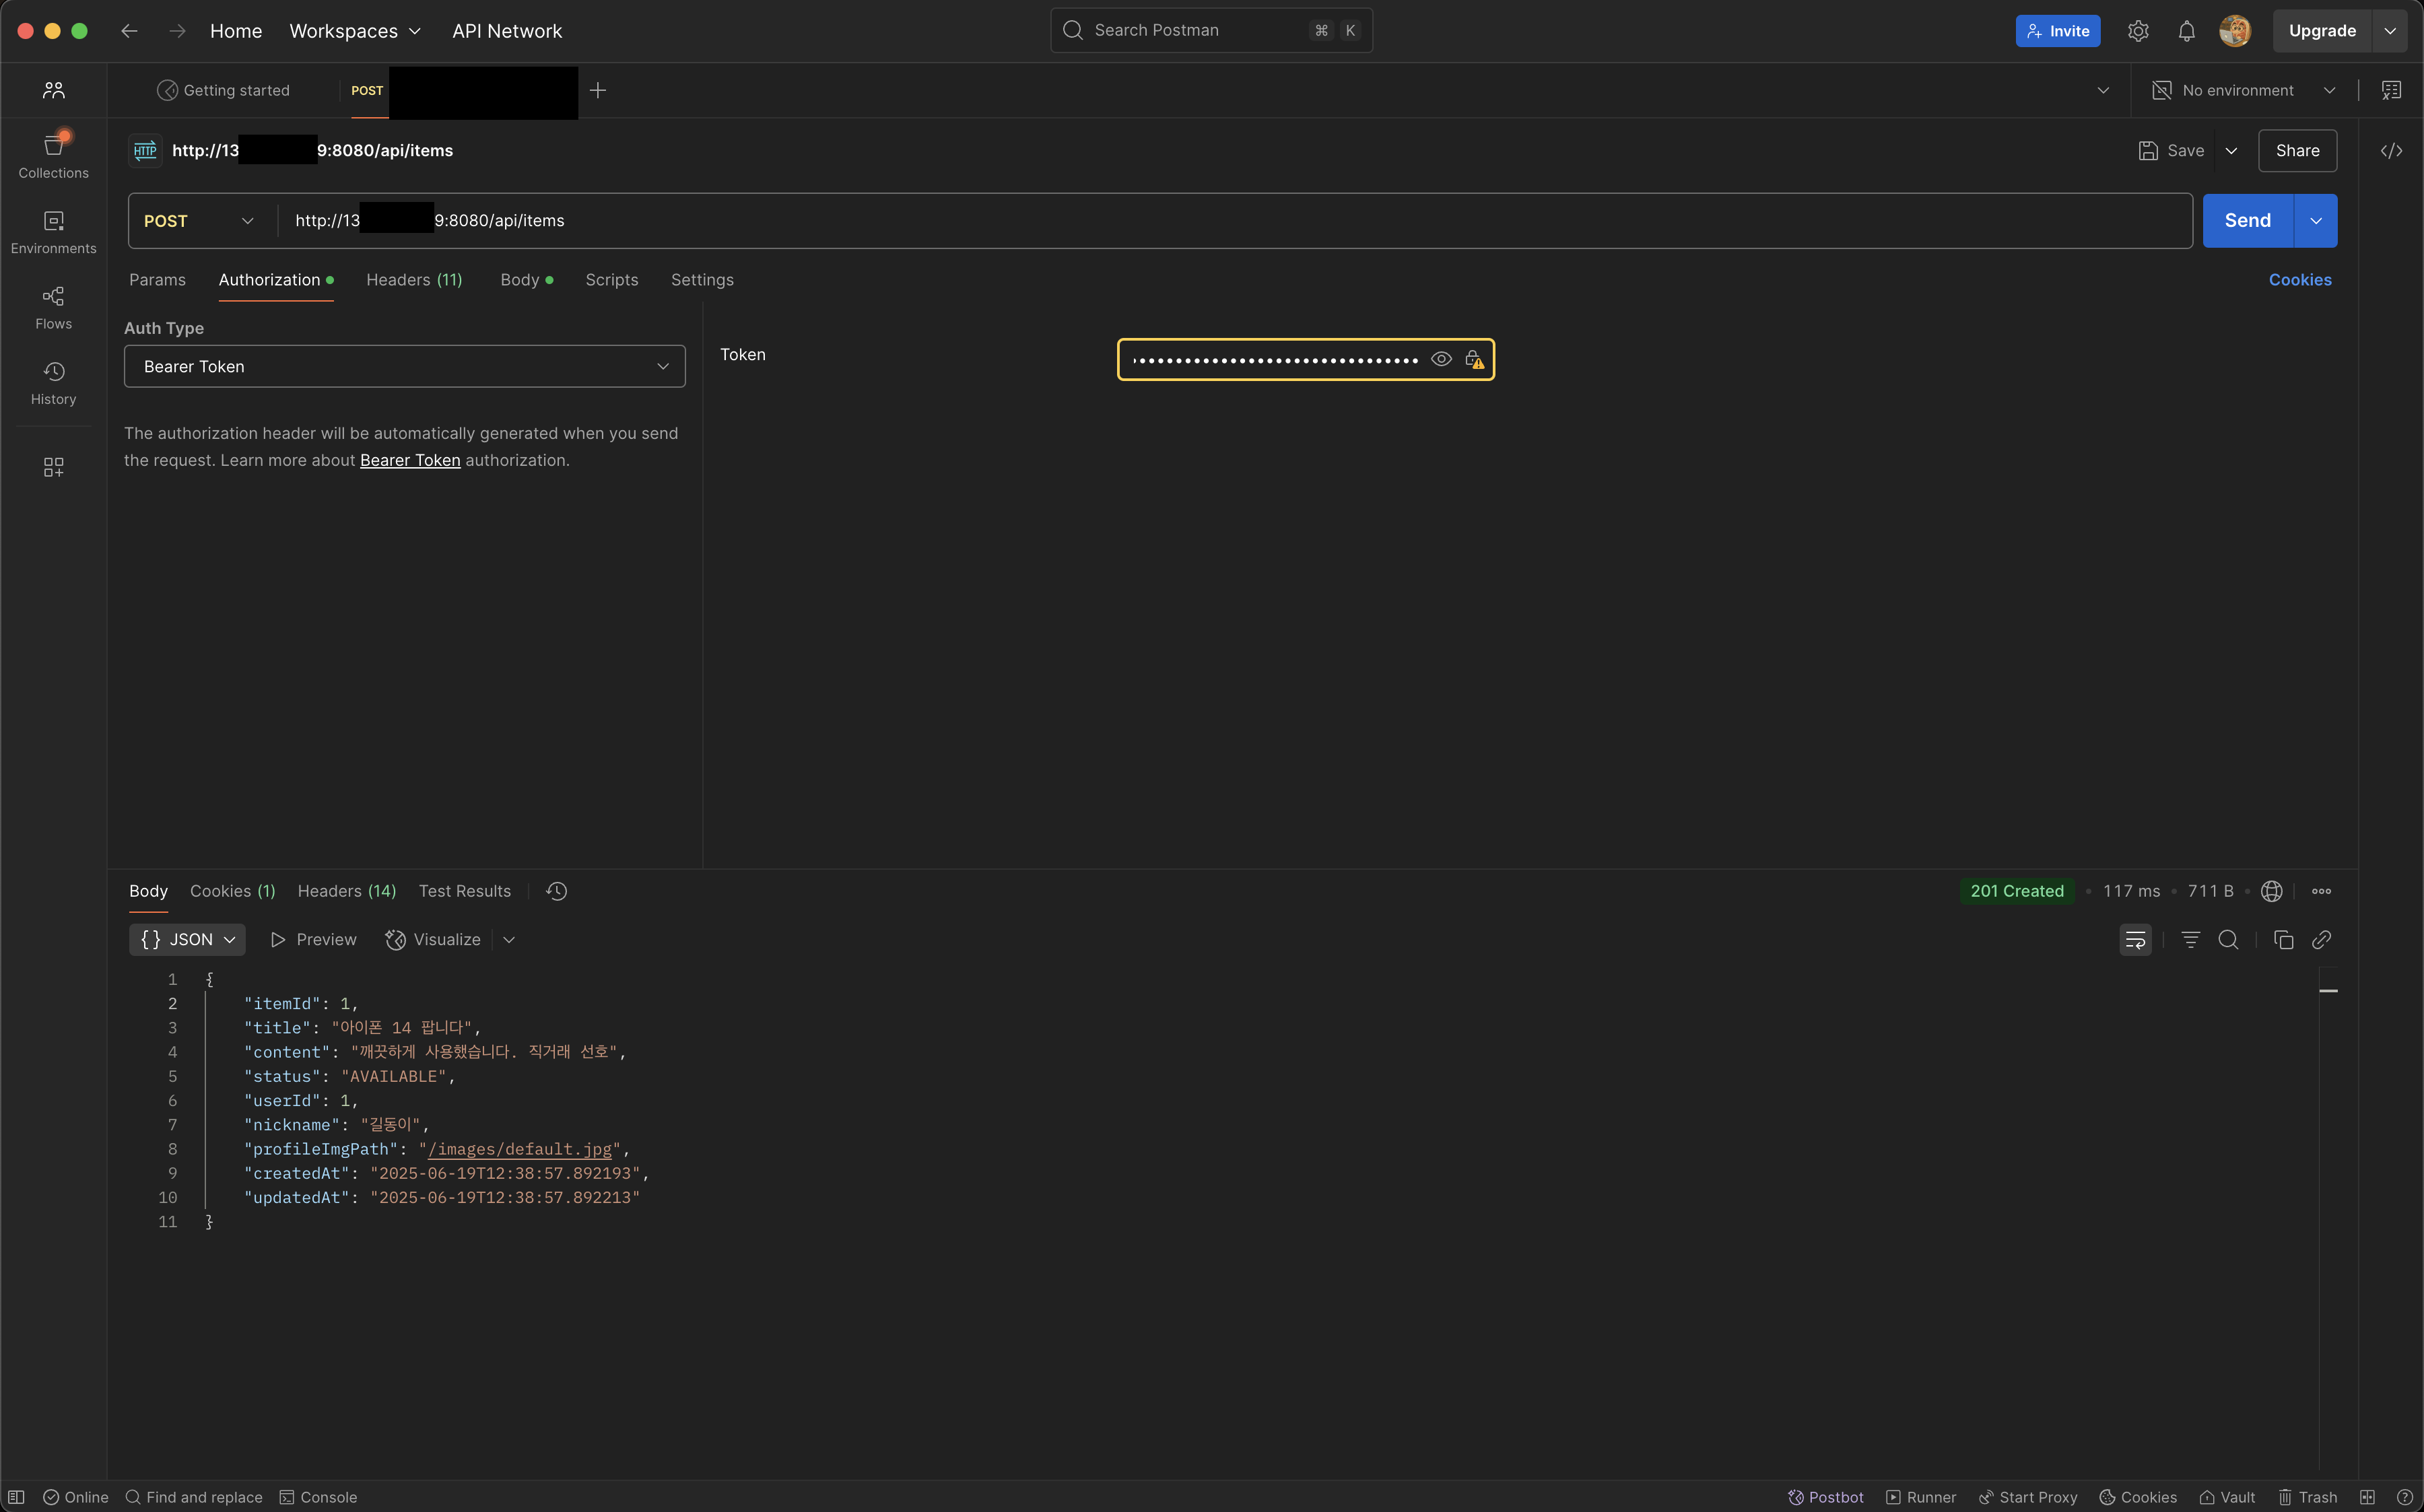 Home Workspaces API Network Search Postman ⌘ K Invite Upgrade
Getting started POST No environment
HTTP http://13 9:8080/api/items Save Share
POST http://13 9:8080/api/items Send
Params Authorization Headers (11) Body Scripts Settings Cookies
Collections
Environments
Flows
History
Auth Type
Bearer Token
The authorization header will be automatically generated when you send
the request. Learn more about Bearer Token authorization.
Token
Body Cookies (1) Headers (14) Test Results 201 Created 117 ms 711 B
{} JSON Preview Visualize
1 {
2 "itemId": 1,
3 "title": "아이폰 14 팝니다",
4 "content": "깨끗하게 사용했습니다. 직거래 선호",
5 "status": "AVAILABLE",
6 "userId": 1,
7 "nickname": "길동이",
8 "profileImgPath": "/images/default.jpg",
9 "createdAt": "2025-06-19T12:38:57.892193",
10 "updatedAt": "2025-06-19T12:38:57.892213"
11 }
Online Find and replace Console Postbot Runner Start Proxy Cookies Vault Trash